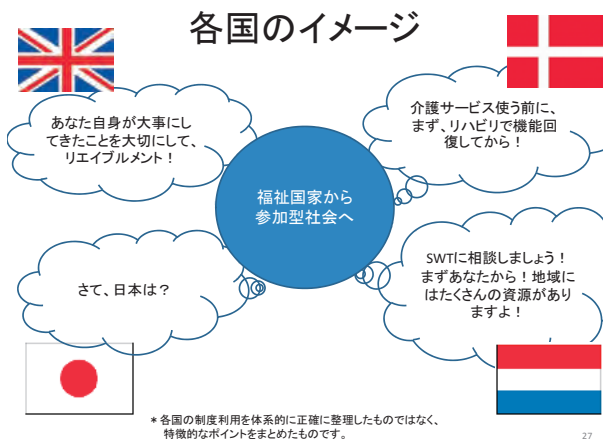 各国のイメージ
あなた自身が大事にし
てきたことを大切にして、
リエイブルメント！
介護サービス使う前に、
まず、リハビリで機能回
復してから！
福祉国家から
参加型社会へ
さて、日本は？
SWTに相談しましょう！
まずあなたから！地域に
はたくさんの資源があり
ますよ！
＊各国の制度利用を体系的に正確に整理したものではなく、
特徴的なポイントをまとめたものです。
27